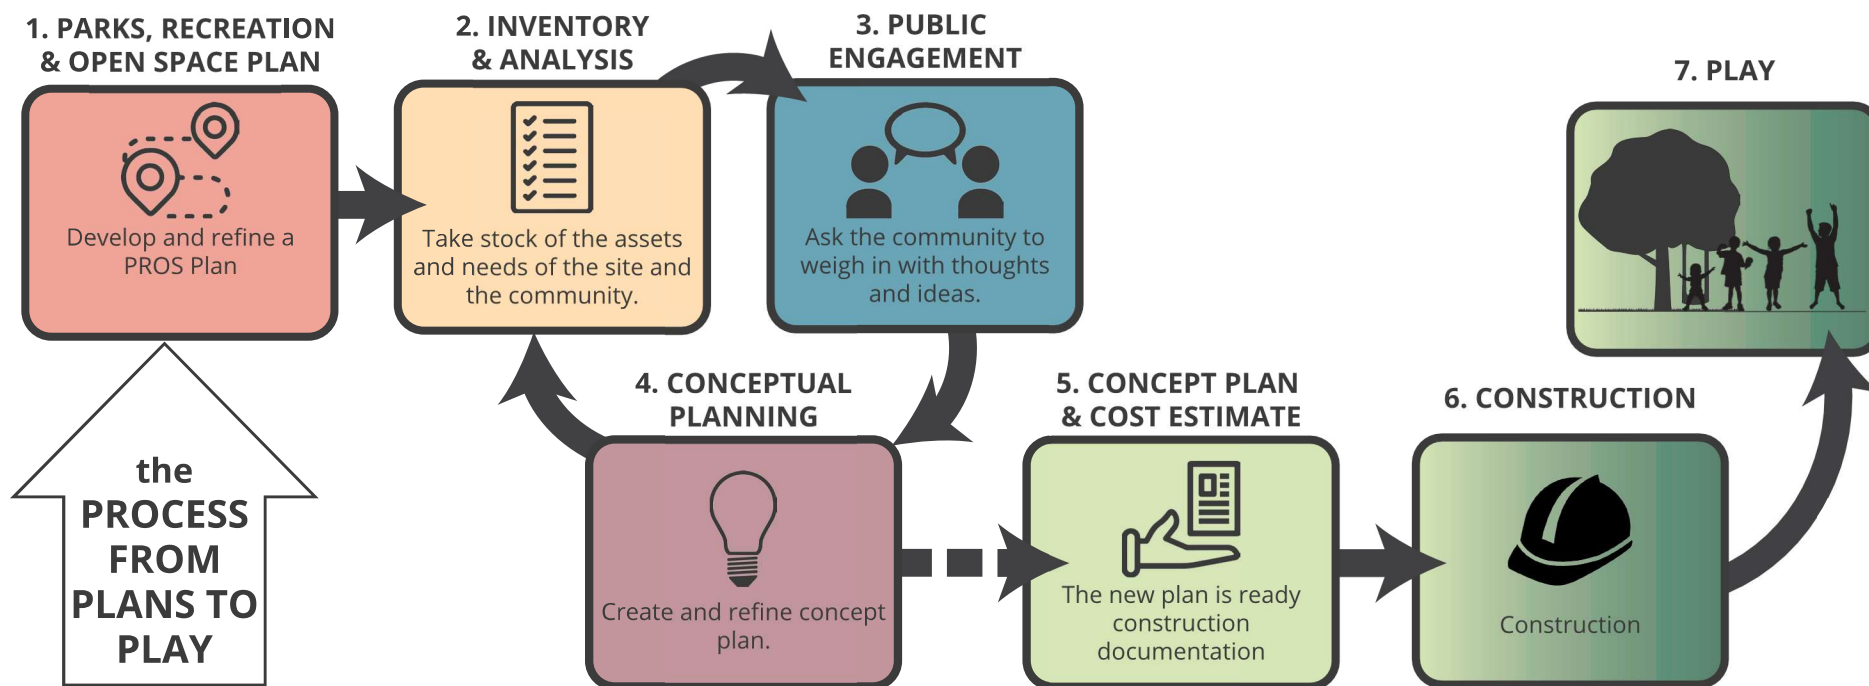 1. PARKS, RECREATION
& OPEN SPACE PLAN
Develop and refine a
PROS Plan
2. INVENTORY
& ANALYSIS
Take stock of the assets
and needs of the site and
the community.
3. PUBLIC
ENGAGEMENT
Ask the community to
weigh in with thoughts
and ideas.
4. CONCEPTUAL
PLANNING
Create and refine concept
plan.
5. CONCEPT PLAN
& COST ESTIMATE
The new plan is ready
construction
documentation
6. CONSTRUCTION
Construction
7. PLAY
the
PROCESS
FROM
PLANS TO
PLAY